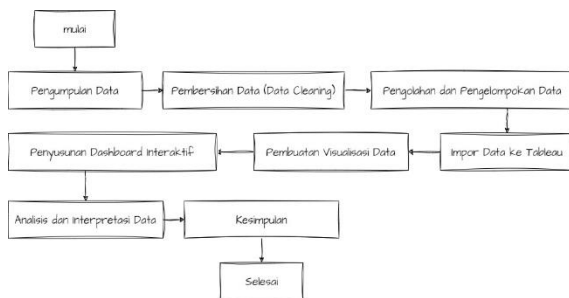 mulai
Pengumpulan Data
Pembersihan Data (Data Cleaning)
Pengolahan dan Pengelompokan Data
Impor Data ke Tableau
Pembuatan Visualisasi Data
Penyusunan Dashboard Interaktif
Analisis dan Interpretasi Data
Kesimpulan
Selesai